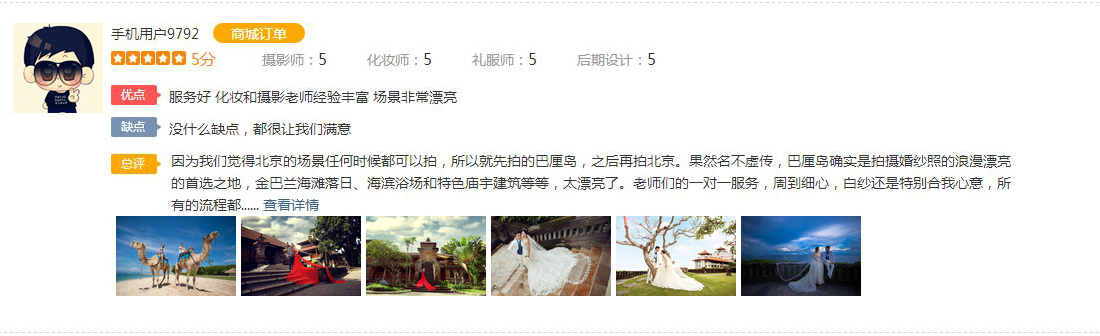 手机用户9792 商城订单
5分 摄影师：5 化妆师：5 礼服师：5 后期设计：5
优点 服务好 化妆和摄影老师经验丰富 场景非常漂亮
缺点 没什么缺点，都很让我们满意
总评 因为我们觉得北京的场景任何时候都可以拍，所以就先拍的巴厘岛，之后再拍北京。果然名不虚传，巴厘岛确实是拍摄婚纱照的浪漫漂亮
的首选之地，金巴兰海滩落日、海滨浴场和特色庙宇建筑等等，太漂亮了。老师们的一对一服务，周到细心，白纱还是特别合我心意，所
有的流程都...... 查看详情